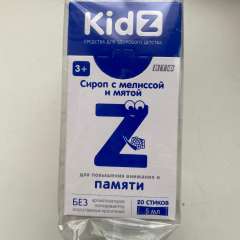 KidZ
СРЕДСТВА ДЛЯ ЗДОРОВОГО ДЕТСТВА
3+
Сироп с мелиссой
и мятой
Z
для повышения внимания и
памяти
БЕЗ
20 СТИКОВ
5 мл